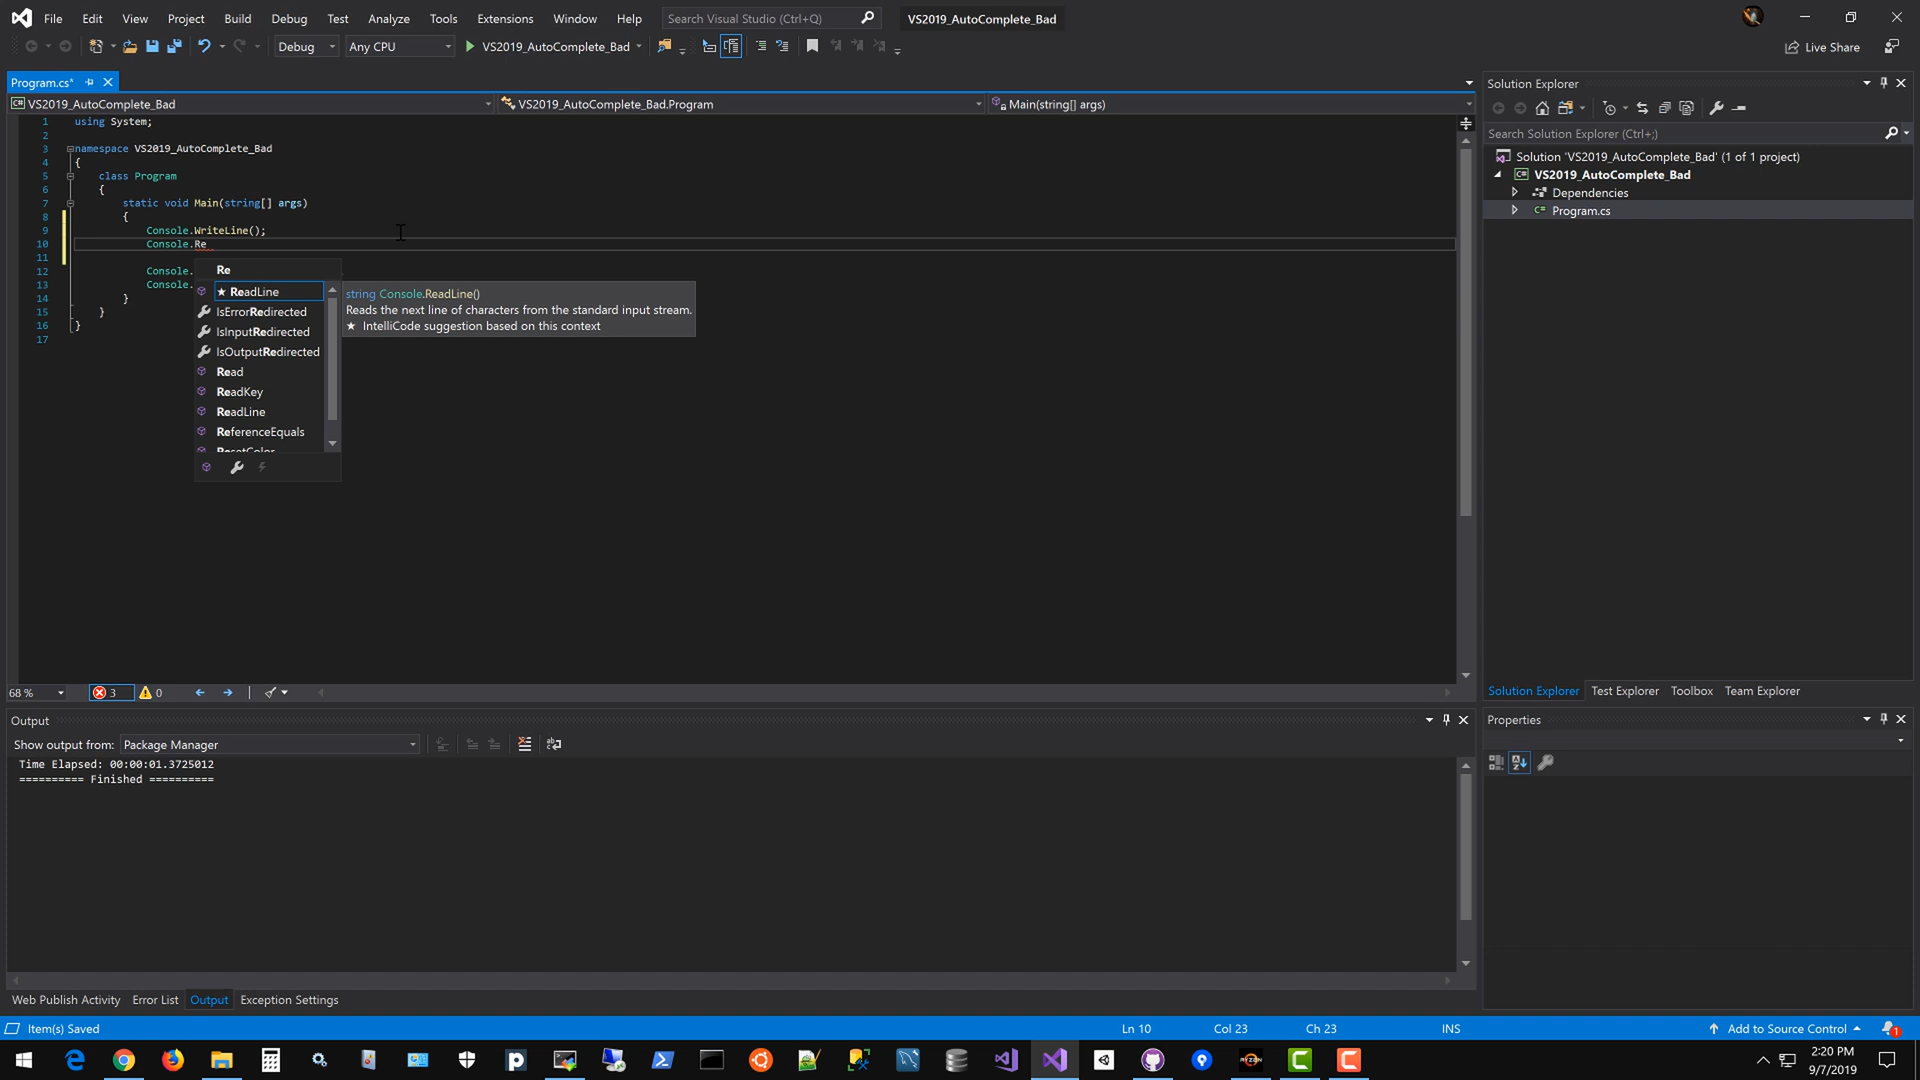 File Edit View Project Build Debug Test Analyze Tools Extensions Window Help Search Visual Studio (Ctrl+Q) VS2019_AutoComplete_Bad
Debug Any CPU VS2019_AutoComplete_Bad Live Share
Program.cs*
VS2019_AutoComplete_Bad VS2019_AutoComplete_Bad.Program Main(string[] args)
1 using System;
2
3 namespace VS2019_AutoComplete_Bad
4 {
5 class Program
6 {
7 static void Main(string[] args)
8 {
9 Console.WriteLine();
10 Console.Re
11
12 Console.
13 Console.
14 }
15 }
16 }
17
Re
★ ReadLine
IsErrorRedirected
IsInputRedirected
IsOutputRedirected
Read
ReadKey
ReadLine
ReferenceEquals
ResetColor
string Console.ReadLine()
Reads the next line of characters from the standard input stream.
★ IntelliCode suggestion based on this context
68 % 3 0
Solution Explorer
Search Solution Explorer (Ctrl+;)
Solution 'VS2019_AutoComplete_Bad' (1 of 1 project)
VS2019_AutoComplete_Bad
Dependencies
C# Program.cs
Solution Explorer Test Explorer Toolbox Team Explorer
Output
Show output from: Package Manager
Time Elapsed: 00:00:01.3725012
========== Finished ==========
Properties
Web Publish Activity Error List Output Exception Settings
Item(s) Saved Ln 10 Col 23 Ch 23 INS Add to Source Control 1
RYZEN
2:20 PM
9/7/2019